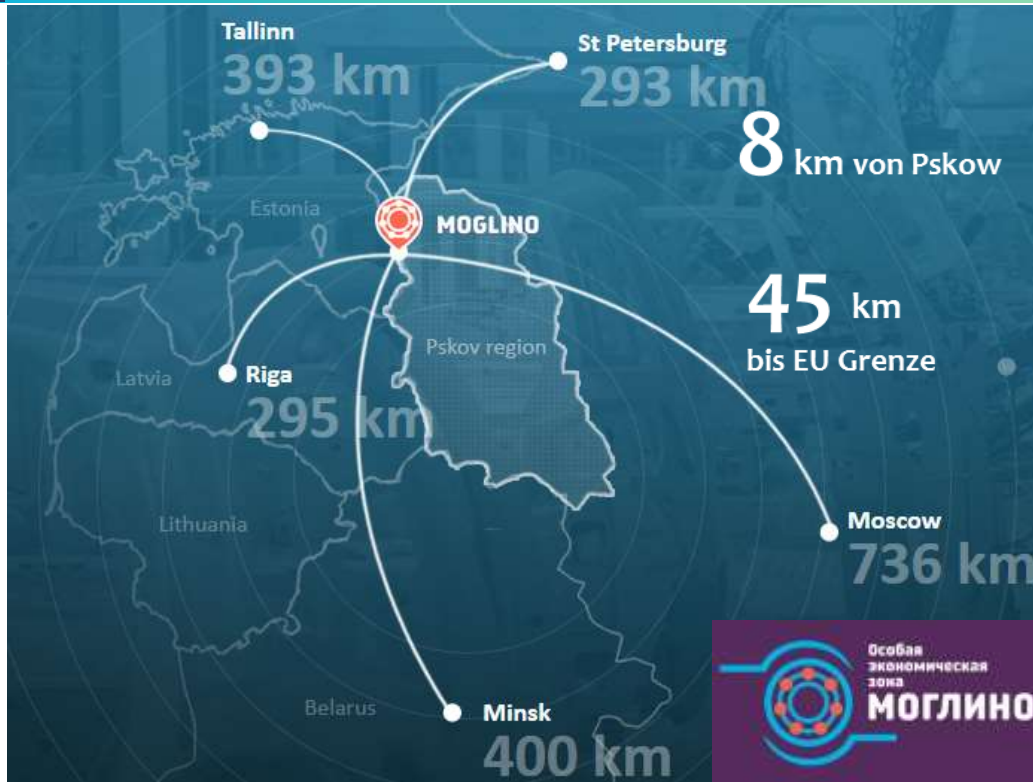 Tallinn
393 km
St Petersburg
293 km
8 km von Pskow
Estonia
MOGLINO
45 km
bis EU Grenze
Pskov region
Latvia
Riga
295 km
Lithuania
Moscow
736 km
Belarus
Minsk
400 km
Особая
экономическая
зона
МОГЛИНО